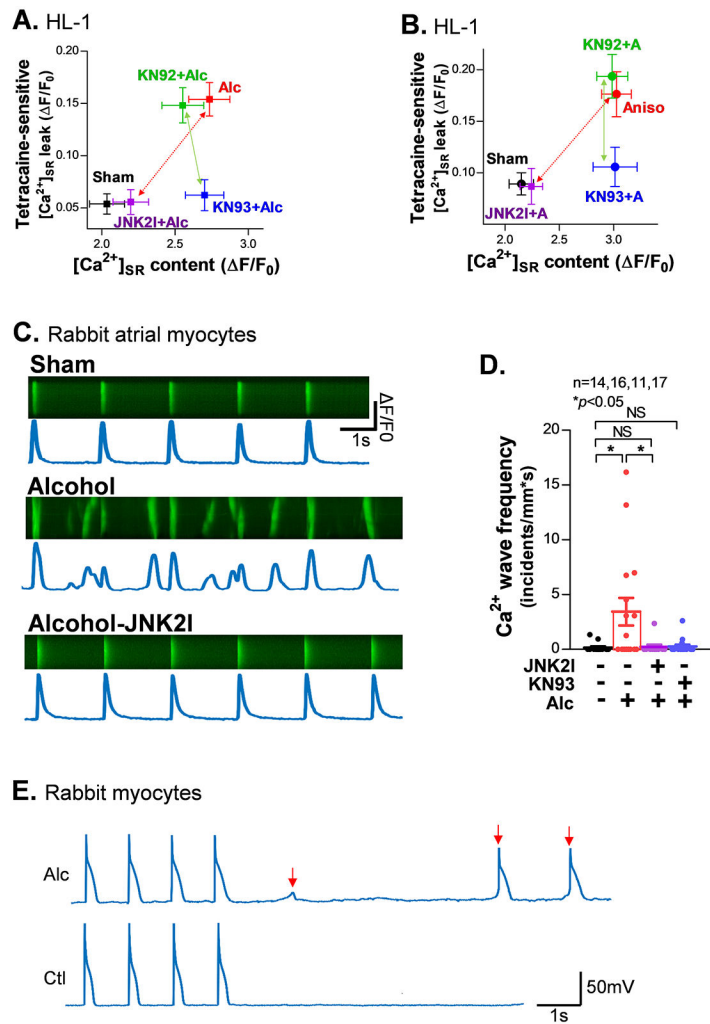 A. HL-1
Tetracaine-sensitive
[Ca2+]SR leak (ΔF/F0)
0.20
0.15
0.10
0.05
KN92+Alc
Alc
Sham
JNK2I+Alc
KN93+Alc
2.0
2.5
3.0
[Ca2+]SR content (ΔF/F0)
B. HL-1
Tetracaine-sensitive
[Ca2+]SR leak (ΔF/F0)
0.20
0.15
0.10
KN92+A
Aniso
Sham
JNK2I+A
KN93+A
2.0
2.5
3.0
[Ca2+]SR content (ΔF/F0)
C. Rabbit atrial myocytes
Sham
ΔF/F0
1s
Alcohol
Alcohol-JNK2I
D.
n=14,16,11,17
*p<0.05
NS
NS
*
*
Ca2+ wave frequency
(incidents/mm*s)
20
15
10
5
0
JNK2I - - + -
KN93 - - - +
Alc - + + +
E. Rabbit myocytes
Alc
Ctl
50mV
1s